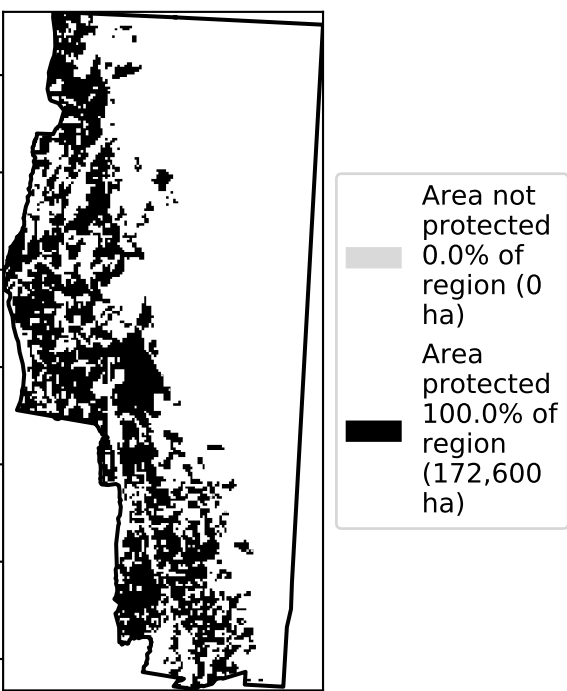 Area not
protected
0.0% of
region (0
ha)
Area
protected
100.0% of
region
(172,600
ha)